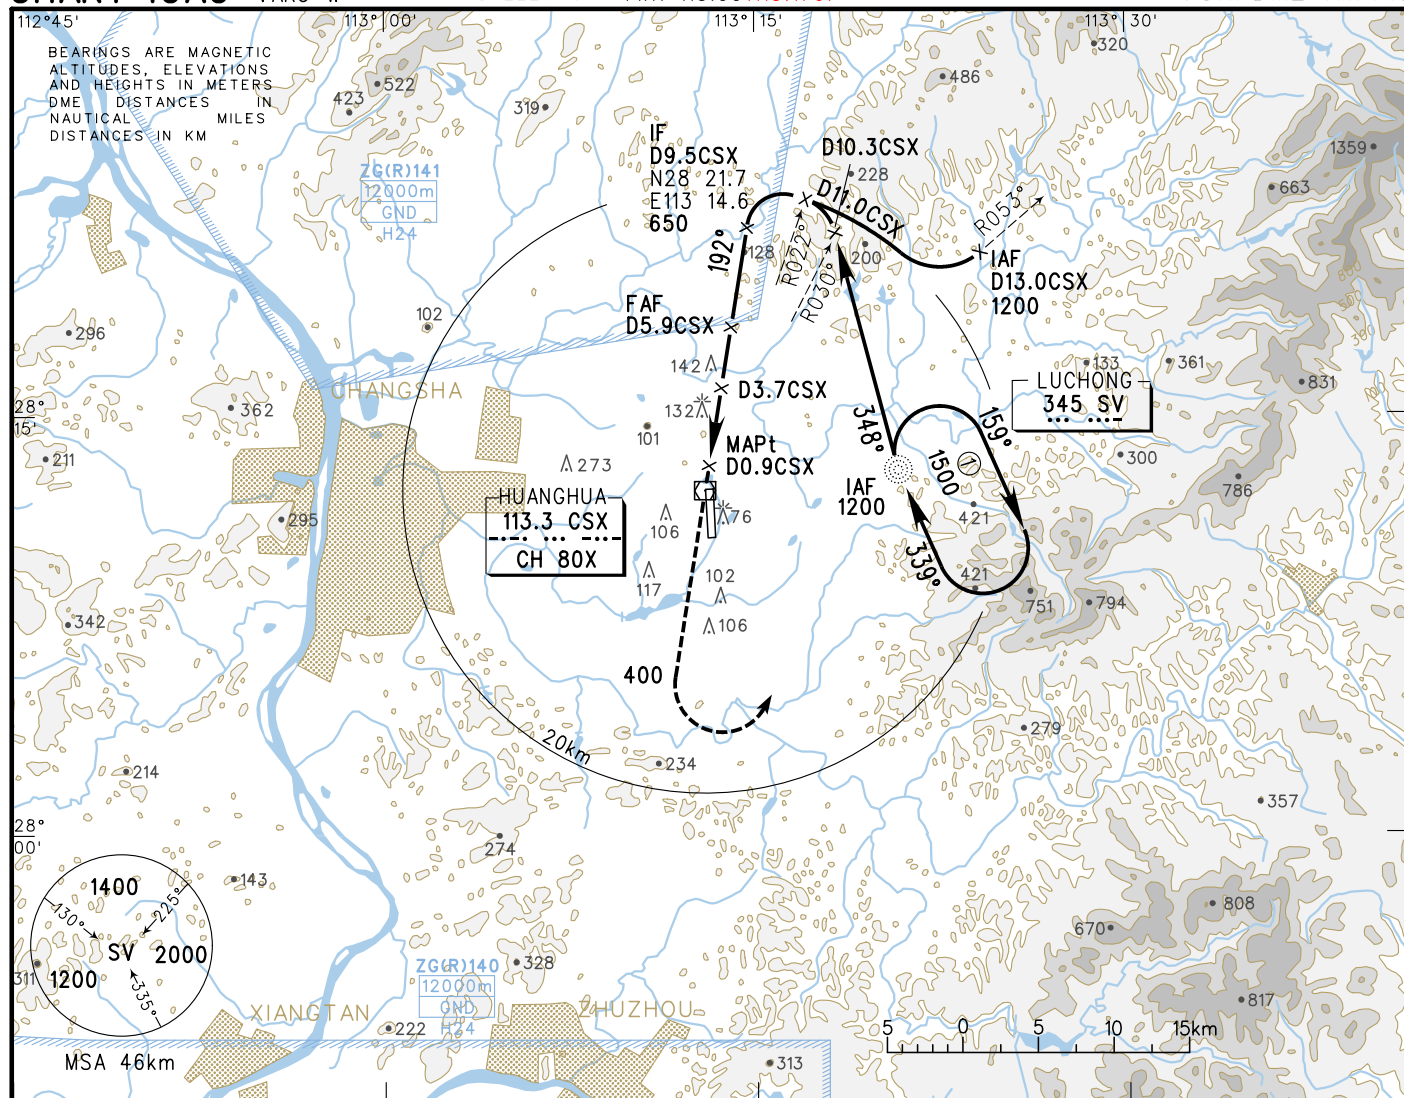 112°45'
113°00'
113°15'
113°30'
BEARINGS ARE MAGNETIC
ALTITUDES, ELEVATIONS
AND HEIGHTS IN METERS
DME DISTANCES IN
NAUTICAL MILES
DISTANCES IN KM
522
423
319
320
486
1359
663
228
ZG(R)141
12000m
GND
H24
IF
D9.5CSX
N28 21.7
E113 14.6
650
D10.3CSX
D11.0CSX
R053°
R022°
R030°
192°
128
200
IAF
D13.0CSX
1200
FAF
D5.9CSX
102
296
142
D3.7CSX
133
361
831
CHANGSHA
LUCHONG
345 SV
28°
15'
362
132
101
348°
159°
1500
1
211
273
MAPt
D0.9CSX
300
786
IAF
1200
421
HUANGHUA
113.3 CSX
CH 80X
295
106
76
339°
117
102
421
751
794
342
106
400
279
20km
234
214
357
28°
00'
274
143
808
670
1400
130°
225°
SV
2000
1200
335°
311
MSA 46km
ZG(R)140
12000m
GND
H24
328
817
XIANGTAN
ZHUZHOU
222
313
5 0 5 10 15km